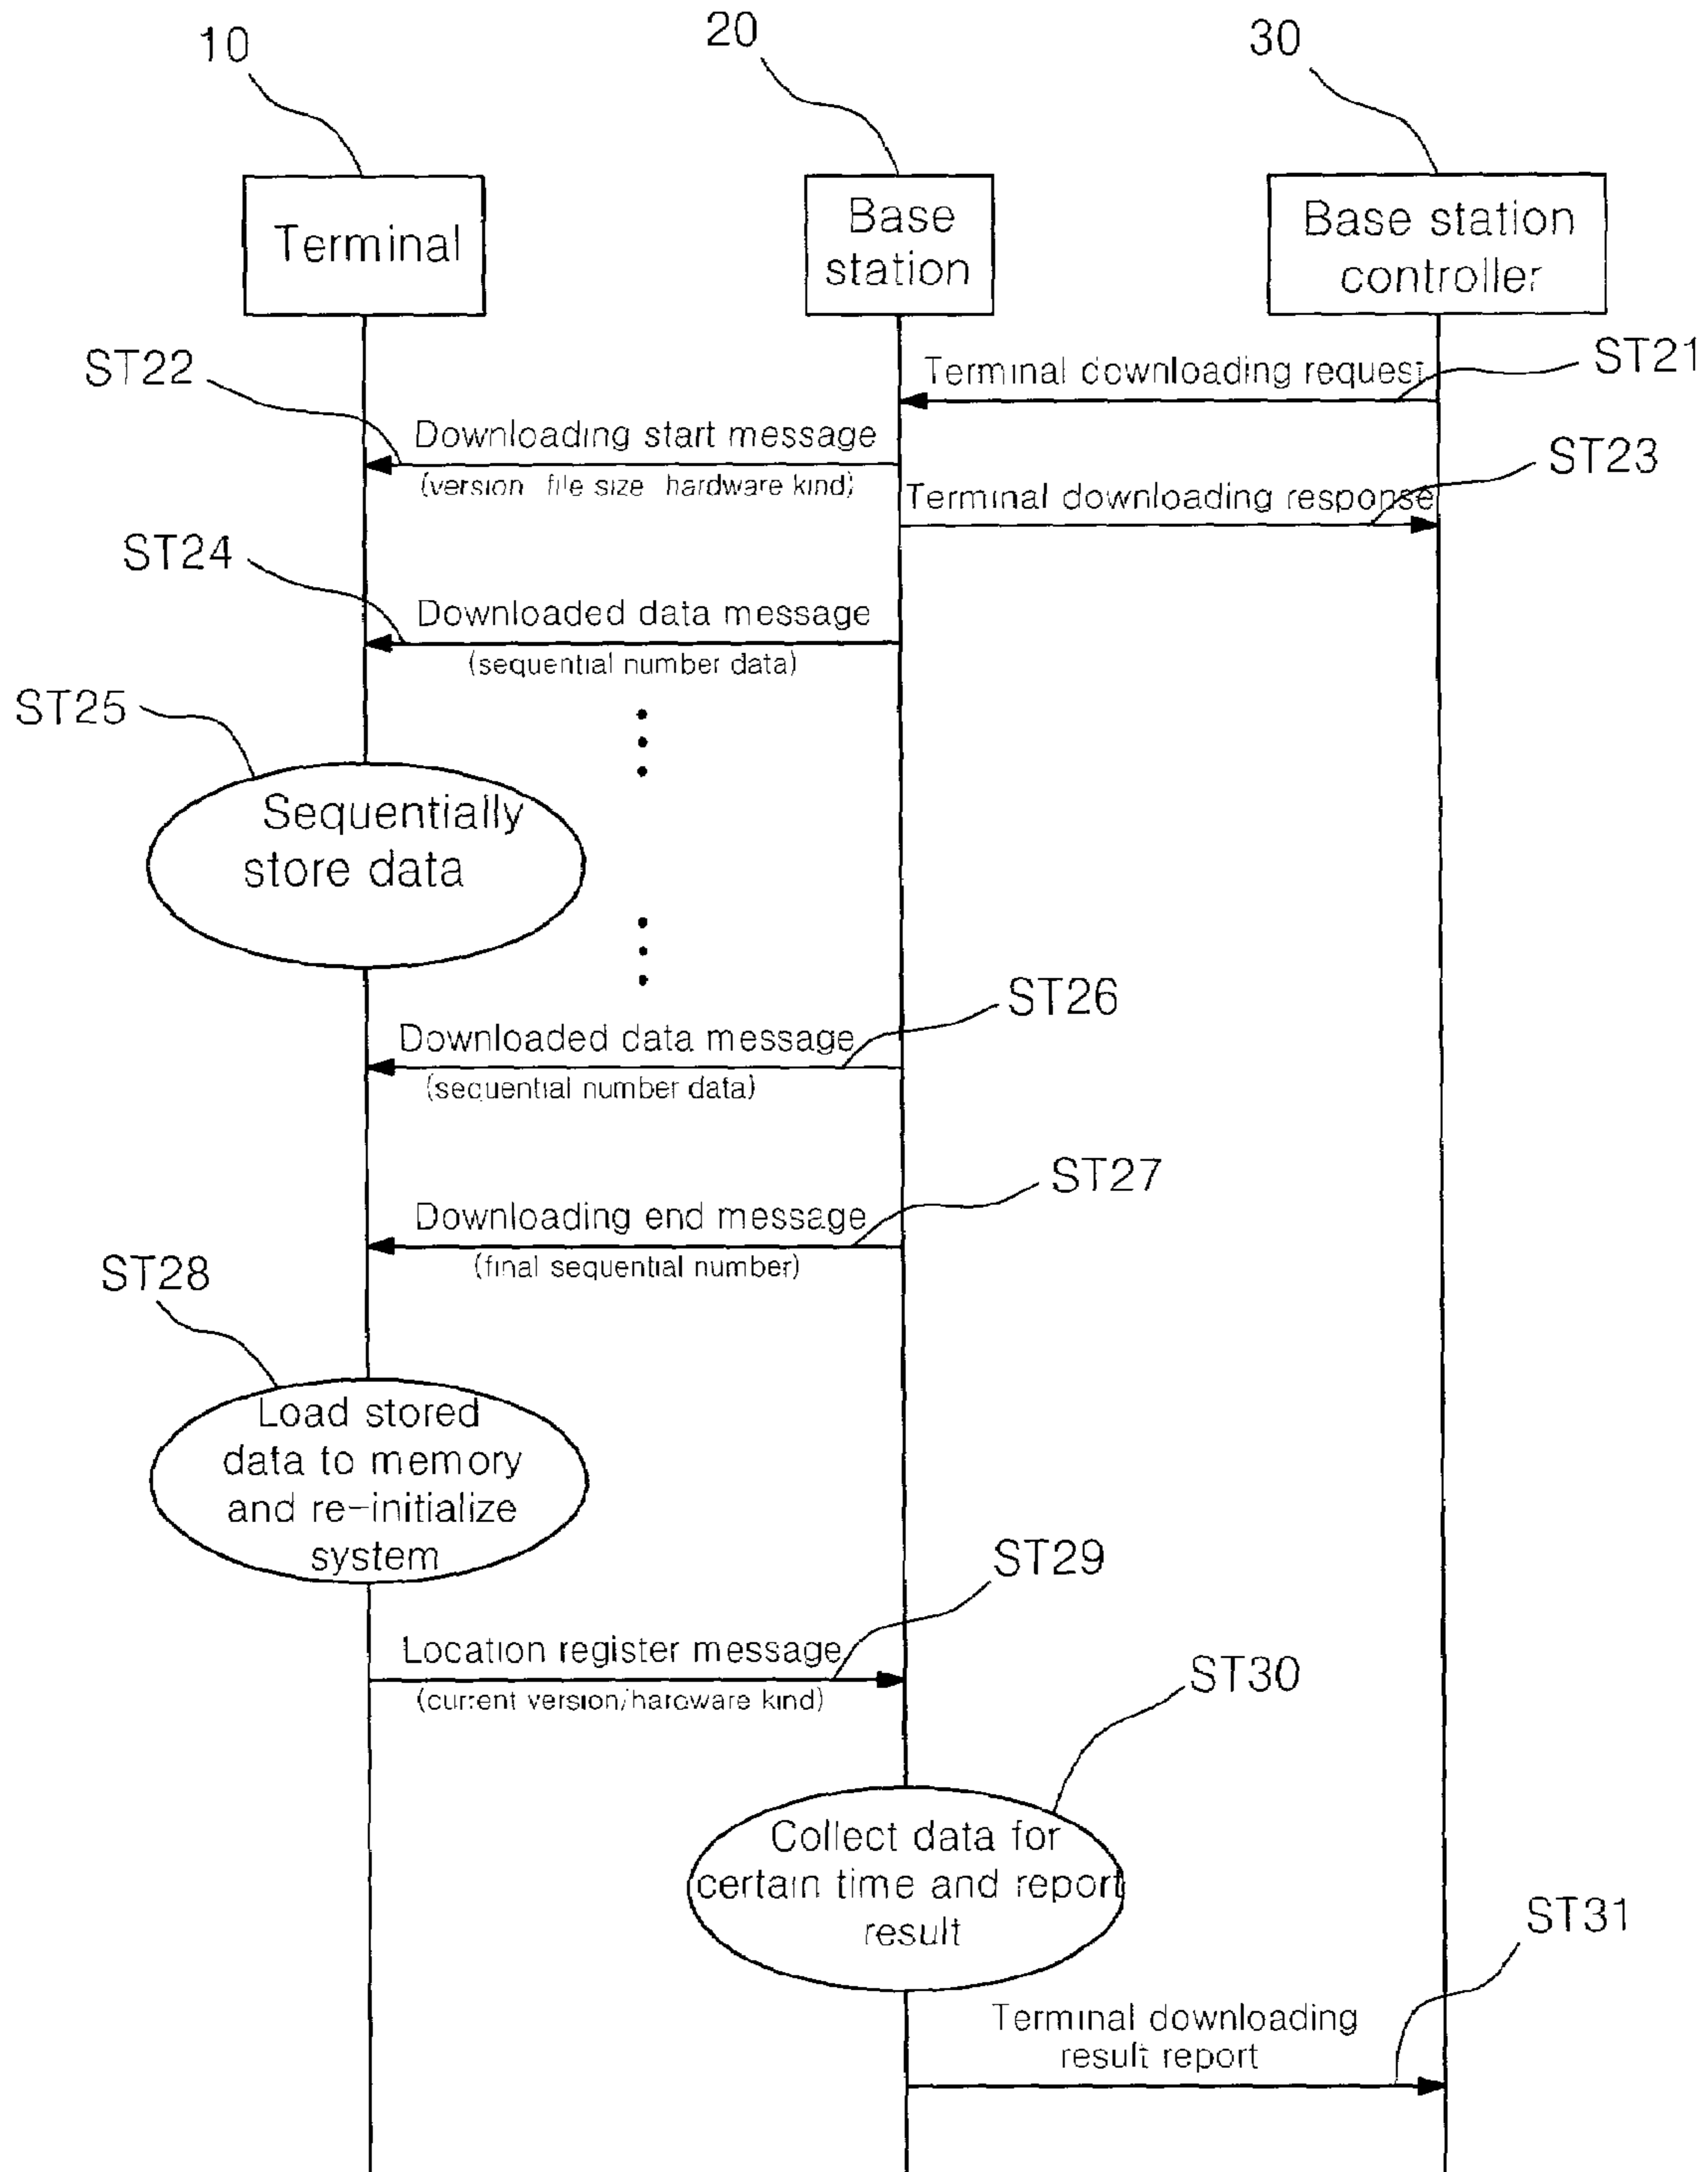 10
20
30
Terminal
Base
station
Base station
controller
Terminal downloading request
ST21
ST22
Downloading start message
(version file size hardware kind)
ST23
Terminal downloading response
ST24
Downloaded data message
(sequential number data)
ST25
Sequentially
store data
ST26
Downloaded data message
(sequential number data)
ST27
Downloading end message
(final sequential number)
ST28
Load stored
data to memory
and re-initialize
system
ST29
Location register message
(current version/hardware kind)
ST30
Collect data for
certain time and report
result
ST31
Terminal downloading
result report